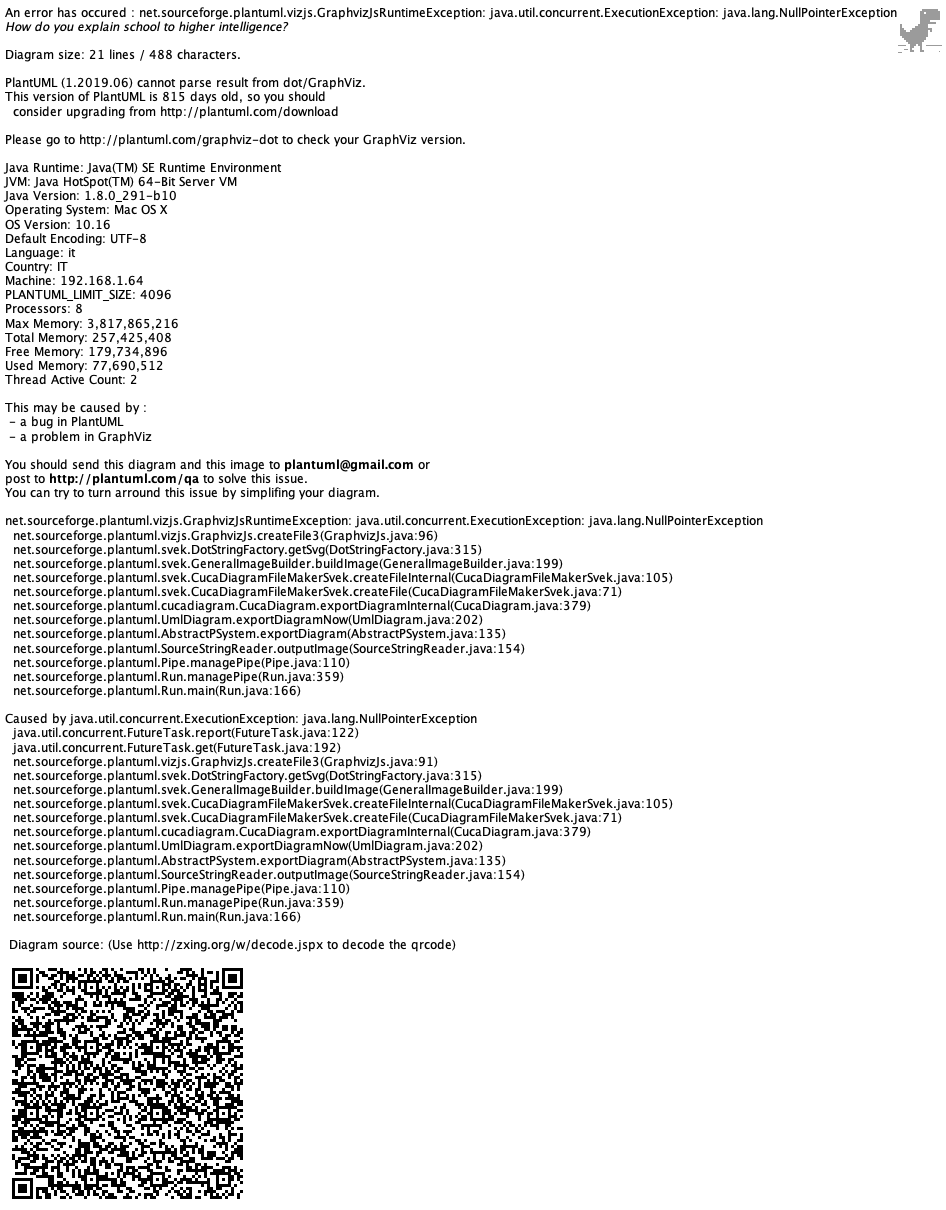 An error has occured : net.sourceforge.plantuml.vizjs.GraphvizJsRuntimeException: java.util.concurrent.ExecutionException: java.lang.NullPointerException
How do you explain school to higher intelligence?
Diagram size: 21 lines / 488 characters.
PlantUML (1.2019.06) cannot parse result from dot/GraphViz.
This version of PlantUML is 815 days old, so you should
consider upgrading from http://plantuml.com/download
Please go to http://plantuml.com/graphviz-dot to check your GraphViz version.
Java Runtime: Java(TM) SE Runtime Environment
JVM: Java HotSpot(TM) 64-Bit Server VM
Java Version: 1.8.0_291-b10
Operating System: Mac OS X
OS Version: 10.16
Default Encoding: UTF-8
Language: it
Country: IT
Machine: 192.168.1.64
PLANTUML_LIMIT_SIZE: 4096
Processors: 8
Max Memory: 3,817,865,216
Total Memory: 257,425,408
Free Memory: 179,734,896
Used Memory: 77,690,512
Thread Active Count: 2
This may be caused by :
- a bug in PlantUML
- a problem in GraphViz
You should send this diagram and this image to plantuml@gmail.com or
post to http://plantuml.com/qa to solve this issue.
You can try to turn arround this issue by simplifing your diagram.
net.sourceforge.plantuml.vizjs.GraphvizJsRuntimeException: java.util.concurrent.ExecutionException: java.lang.NullPointerException
net.sourceforge.plantuml.vizjs.GraphvizJs.createFile3(GraphvizJs.java:96)
net.sourceforge.plantuml.svek.DotStringFactory.getSvg(DotStringFactory.java:315)
net.sourceforge.plantuml.svek.GeneralImageBuilder.buildImage(GeneralImageBuilder.java:199)
net.sourceforge.plantuml.svek.CucaDiagramFileMakerSvek.createFileInternal(CucaDiagramFileMakerSvek.java:105)
net.sourceforge.plantuml.svek.CucaDiagramFileMakerSvek.createFile(CucaDiagramFileMakerSvek.java:71)
net.sourceforge.plantuml.cucadiagram.CucaDiagram.exportDiagramInternal(CucaDiagram.java:379)
net.sourceforge.plantuml.UmlDiagram.exportDiagramNow(UmlDiagram.java:202)
net.sourceforge.plantuml.AbstractPSystem.exportDiagram(AbstractPSystem.java:135)
net.sourceforge.plantuml.SourceStringReader.outputImage(SourceStringReader.java:154)
net.sourceforge.plantuml.Pipe.managePipe(Pipe.java:110)
net.sourceforge.plantuml.Run.managePipe(Run.java:359)
net.sourceforge.plantuml.Run.main(Run.java:166)
Caused by java.util.concurrent.ExecutionException: java.lang.NullPointerException
java.util.concurrent.FutureTask.report(FutureTask.java:122)
java.util.concurrent.FutureTask.get(FutureTask.java:192)
net.sourceforge.plantuml.vizjs.GraphvizJs.createFile3(GraphvizJs.java:91)
net.sourceforge.plantuml.svek.DotStringFactory.getSvg(DotStringFactory.java:315)
net.sourceforge.plantuml.svek.GeneralImageBuilder.buildImage(GeneralImageBuilder.java:199)
net.sourceforge.plantuml.svek.CucaDiagramFileMakerSvek.createFileInternal(CucaDiagramFileMakerSvek.java:105)
net.sourceforge.plantuml.svek.CucaDiagramFileMakerSvek.createFile(CucaDiagramFileMakerSvek.java:71)
net.sourceforge.plantuml.cucadiagram.CucaDiagram.exportDiagramInternal(CucaDiagram.java:379)
net.sourceforge.plantuml.UmlDiagram.exportDiagramNow(UmlDiagram.java:202)
net.sourceforge.plantuml.AbstractPSystem.exportDiagram(AbstractPSystem.java:135)
net.sourceforge.plantuml.SourceStringReader.outputImage(SourceStringReader.java:154)
net.sourceforge.plantuml.Pipe.managePipe(Pipe.java:110)
net.sourceforge.plantuml.Run.managePipe(Run.java:359)
net.sourceforge.plantuml.Run.main(Run.java:166)
Diagram source: (Use http://zxing.org/w/decode.jspx to decode the qrcode)